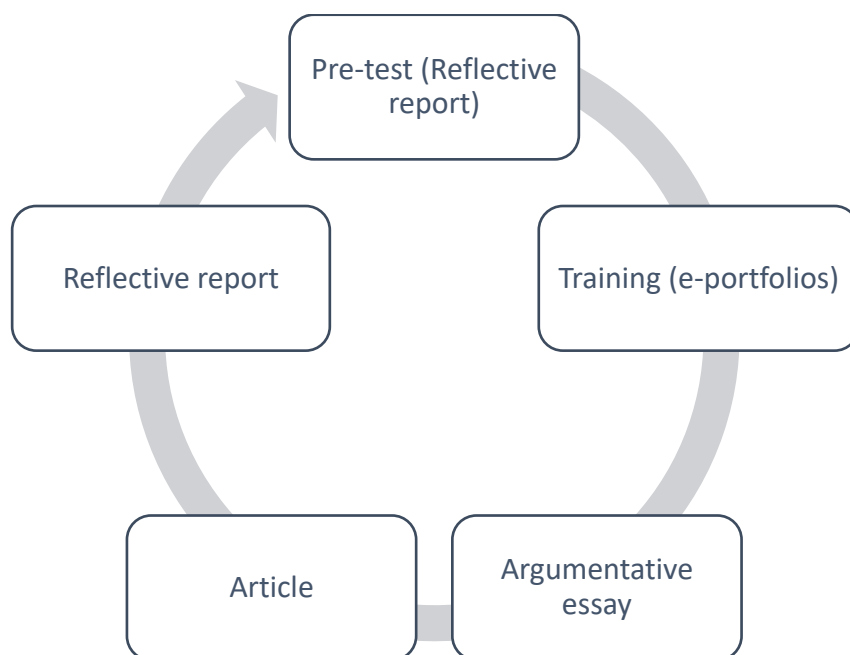 Pre-test (Reflective
report)
Training (e-portfolios)
Argumentative
essay
Article
Reflective report